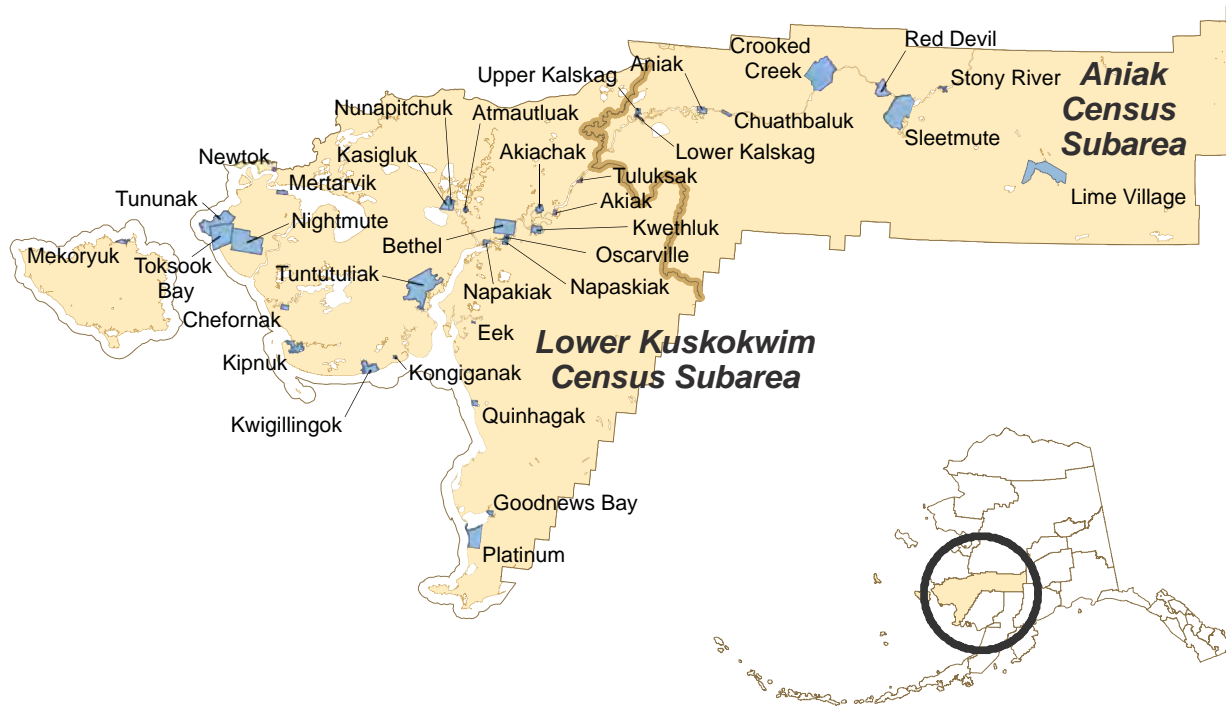 Crooked
Creek
Red Devil
Aniak
Upper Kalskag
Stony River
Aniak
Census
Subarea
Nunapitchuk
Atmautluak
Chuathbaluk
Sleetmute
Kasigluk
Akiachak
Lower Kalskag
Newtok
Tuluksak
Mertarvik
Lime Village
Tununak
Akiak
Nightmute
Kwethluk
Bethel
Mekoryuk
Oscarville
Toksook
Bay
Tuntutuliak
Napakiak
Napaskiak
Chefornak
Eek
Lower Kuskokwim
Census Subarea
Kipnuk
Kongiganak
Kwigillingok
Quinhagak
Goodnews Bay
Platinum